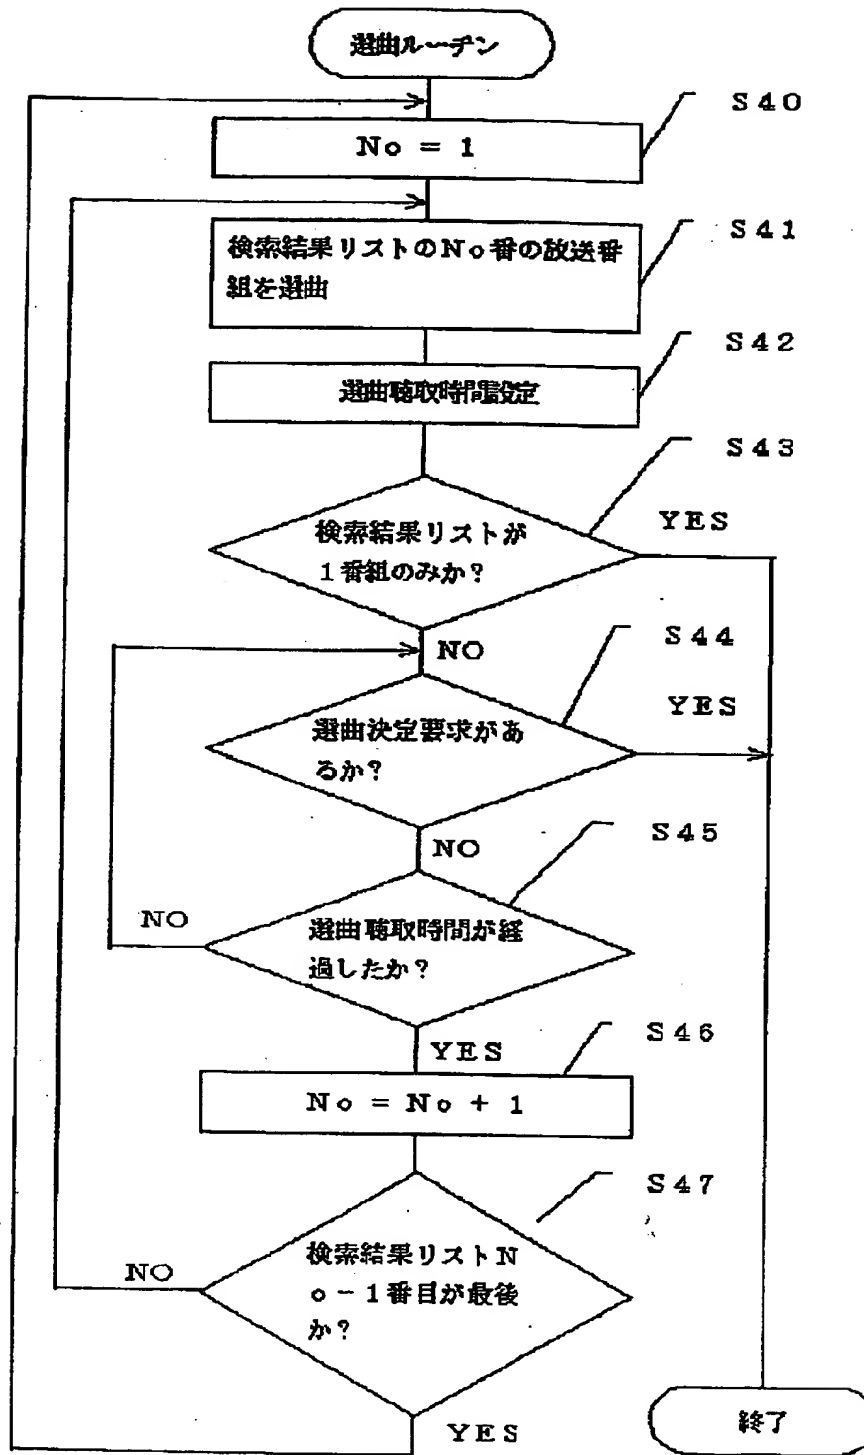 選曲ルーチン
S40
No = 1
S41
検索結果リストのNo番の放送番
組を選曲
S42
選曲聴取時間設定
S43
検索結果リストが
1番組のみか?
YES
NO
S44
選曲決定要求があ
るか?
YES
NO
S45
選曲聴取時間が経
過したか?
NO
YES
S46
No = No + 1
S47
検索結果リストN
o-1番目が最後
か?
NO
YES
終了